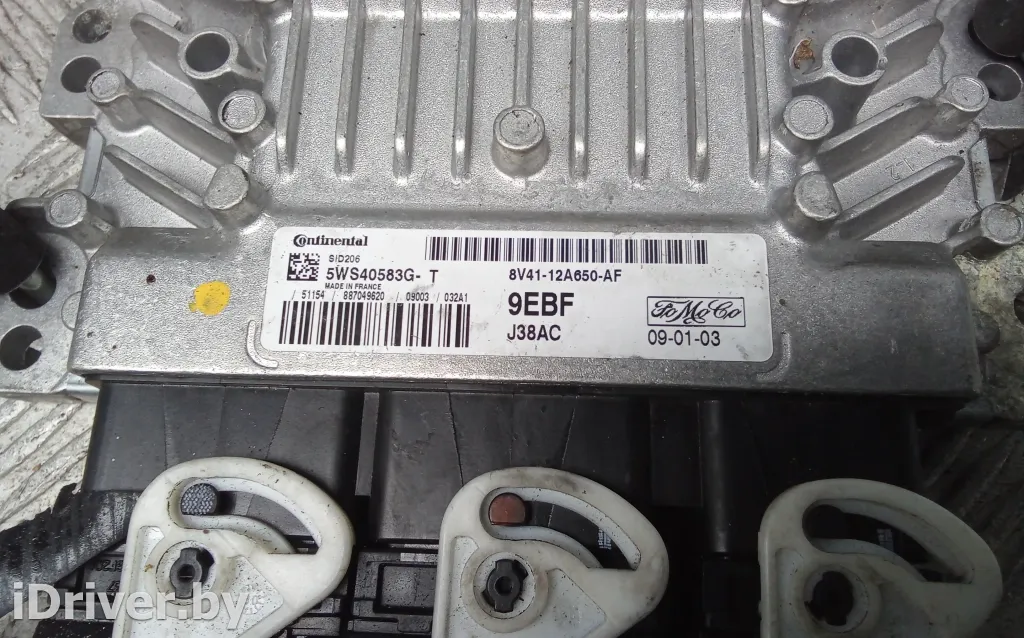 Continental
SID206
5WS40583G- T
MADE IN FRANCE
/ 51154 / 887049620 / 09003 / 032A1
8V41-12A650-AF
9EBF
J38AC
FoMoCo
09-01-03
iDriver.by